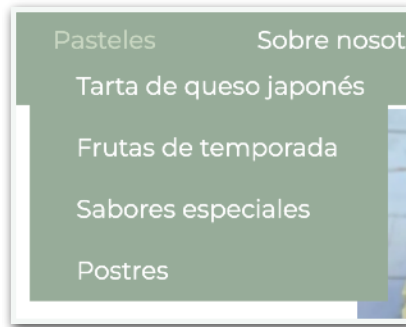 Pasteles Sobre nosot
Tarta de queso japonés
Frutas de temporada
Sabores especiales
Postres